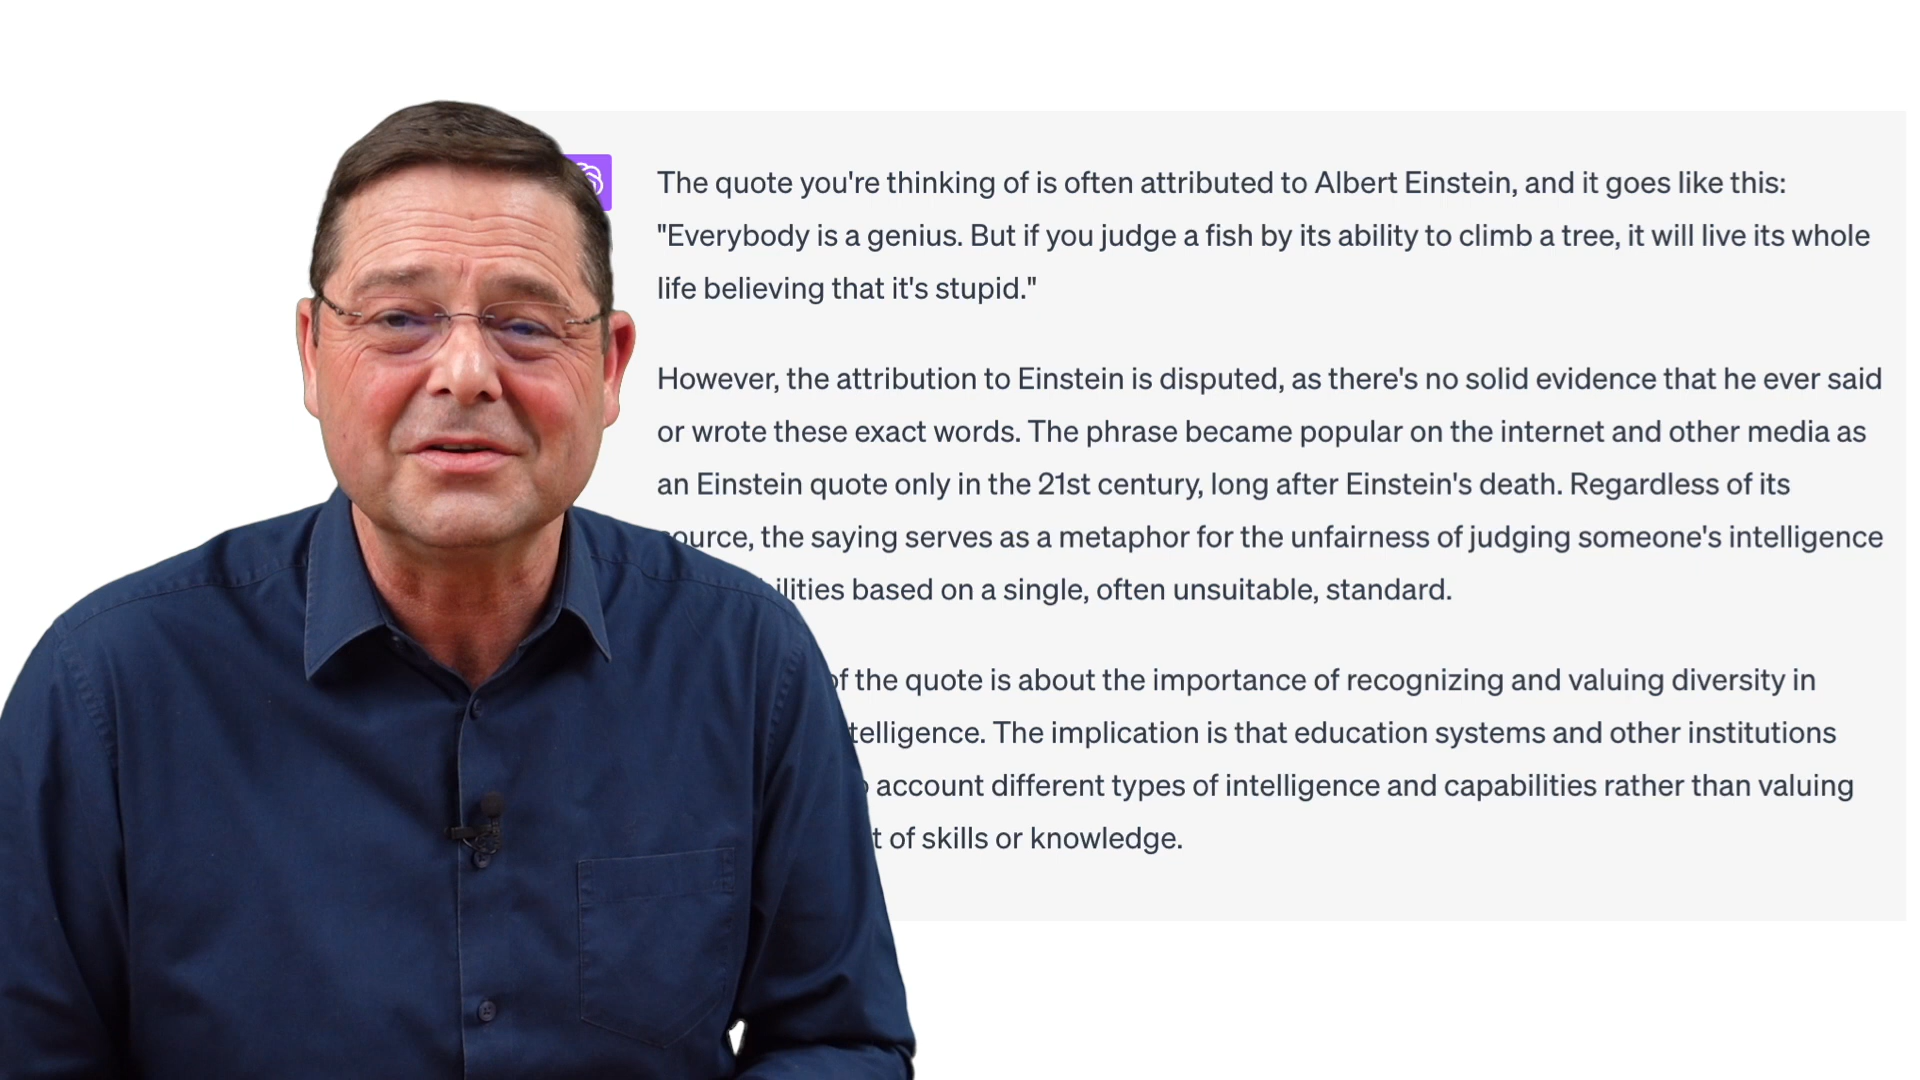 The quote you're thinking of is often attributed to Albert Einstein, and it goes like this:
"Everybody is a genius. But if you judge a fish by its ability to climb a tree, it will live its whole
life believing that it's stupid."
However, the attribution to Einstein is disputed, as there's no solid evidence that he ever said
or wrote these exact words. The phrase became popular on the internet and other media as
an Einstein quote only in the 21st century, long after Einstein's death. Regardless of its
source, the saying serves as a metaphor for the unfairness of judging someone's intelligence
based on a single, often unsuitable, standard.
of the quote is about the importance of recognizing and valuing diversity in
The implication is that education systems and other institutions
account different types of intelligence and capabilities rather than valuing
of skills or knowledge.